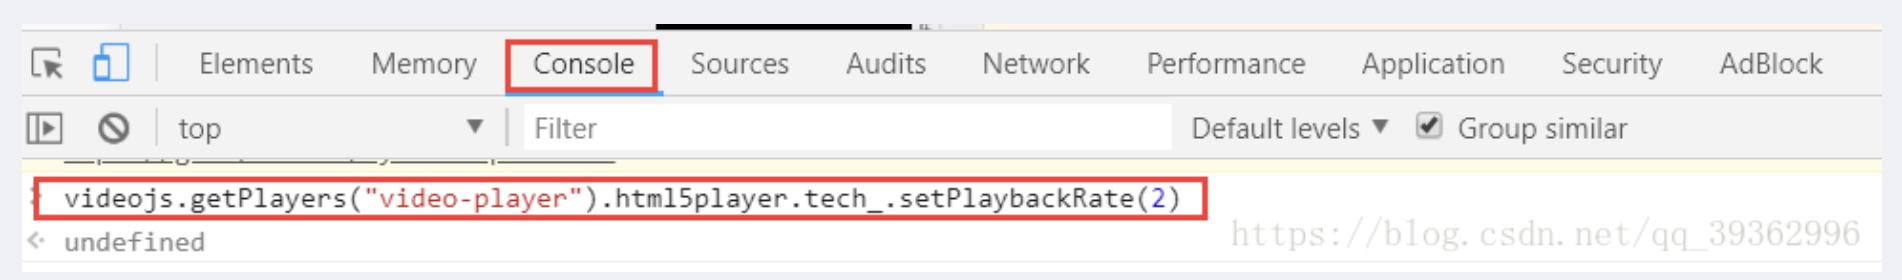 Elements Memory Console Sources Audits Network Performance Application Security AdBlock
top Filter Default levels Group similar
videojs.getPlayers("video-player").html5player.tech_.setPlaybackRate(2)
undefined
https://blog.csdn.net/qq_39362996